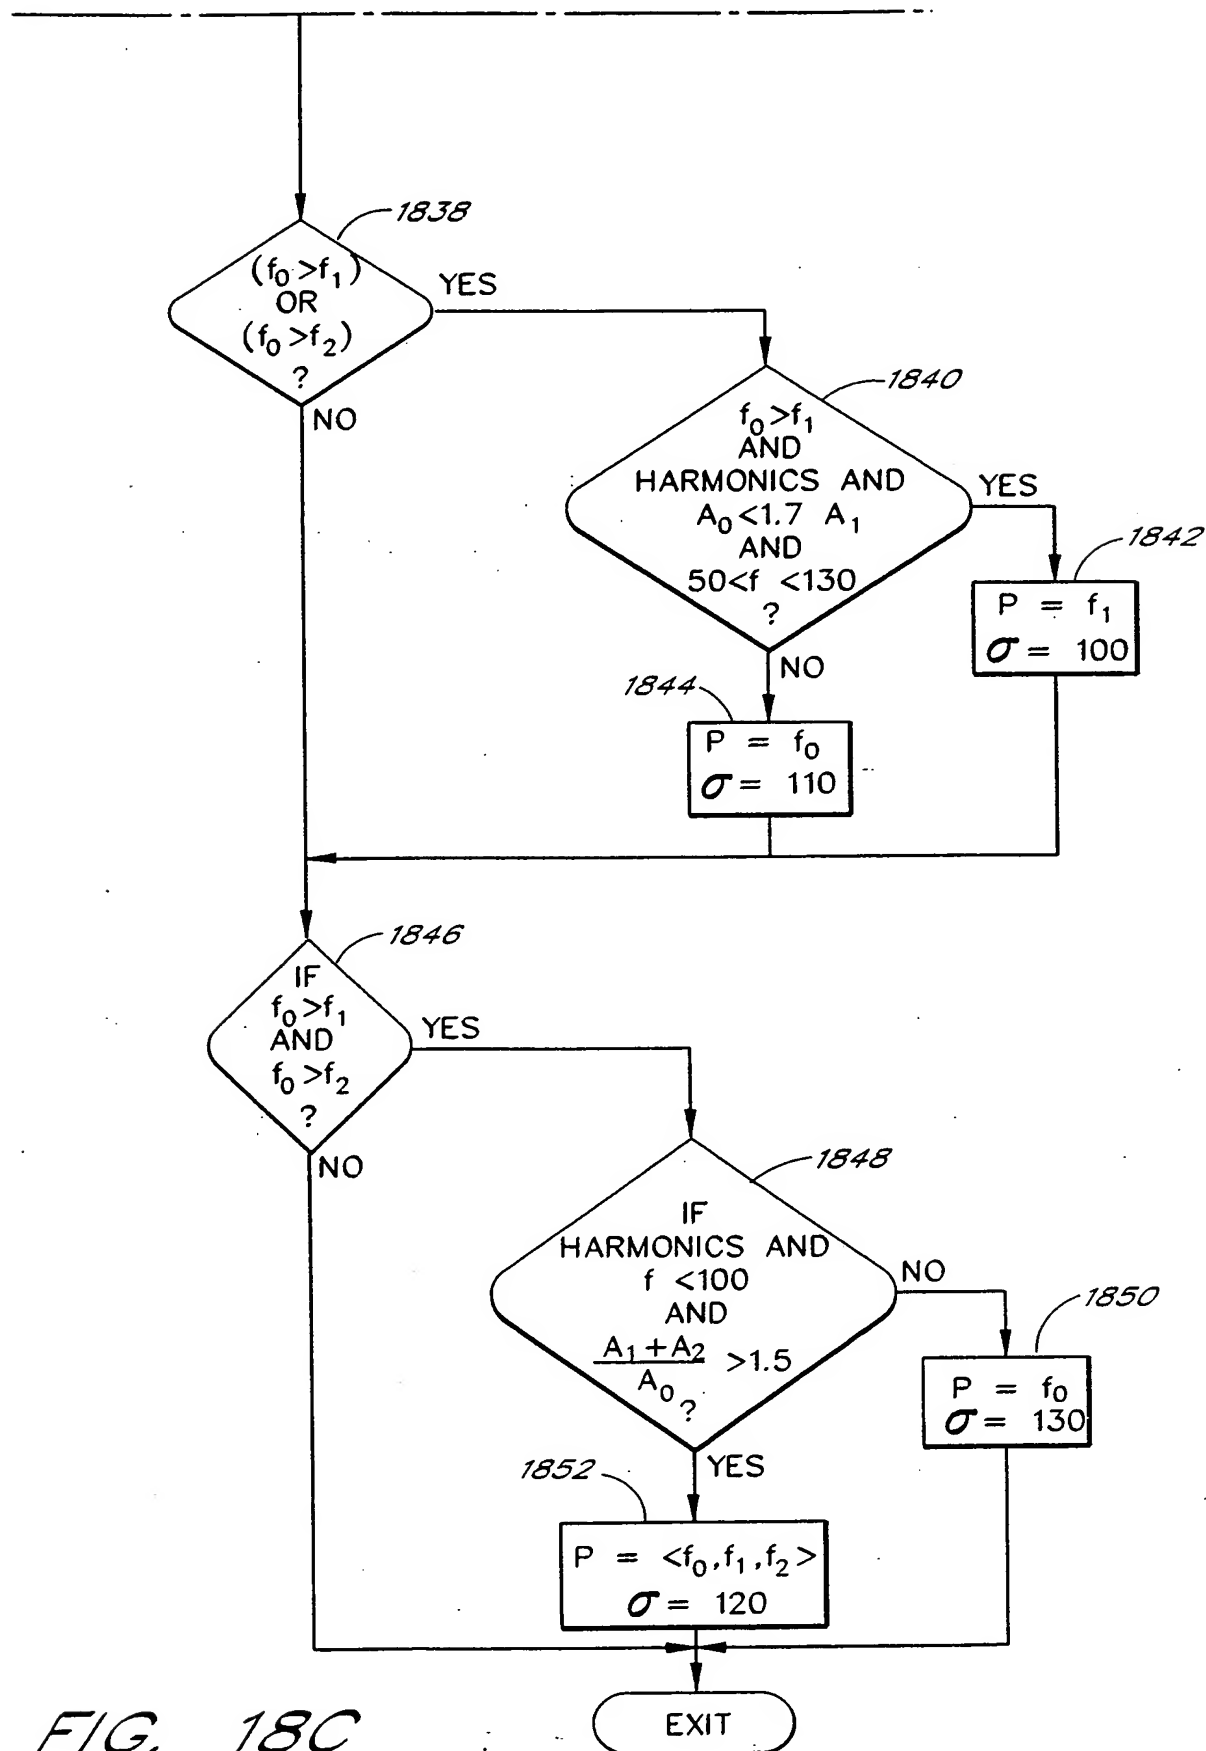 1838
(f₀ >f₁)
OR
(f₀ >f₂)
?
YES
NO
1840
f₀>f₁
AND
HARMONICS AND
A₀<1.7 A₁
AND
50<f <130
?
YES
NO
1842
P = f₁
σ = 100
1844
P = f₀
σ = 110
1846
IF
f₀>f₁
AND
f₀ >f₂
?
YES
NO
1848
IF
HARMONICS AND
f <100
AND
A₁ +A₂
A₀
>1.5
?
NO
YES
1850
P = f₀
σ = 130
1852
P = <f₀,f₁,f₂>
σ = 120
EXIT
FIG. 18C